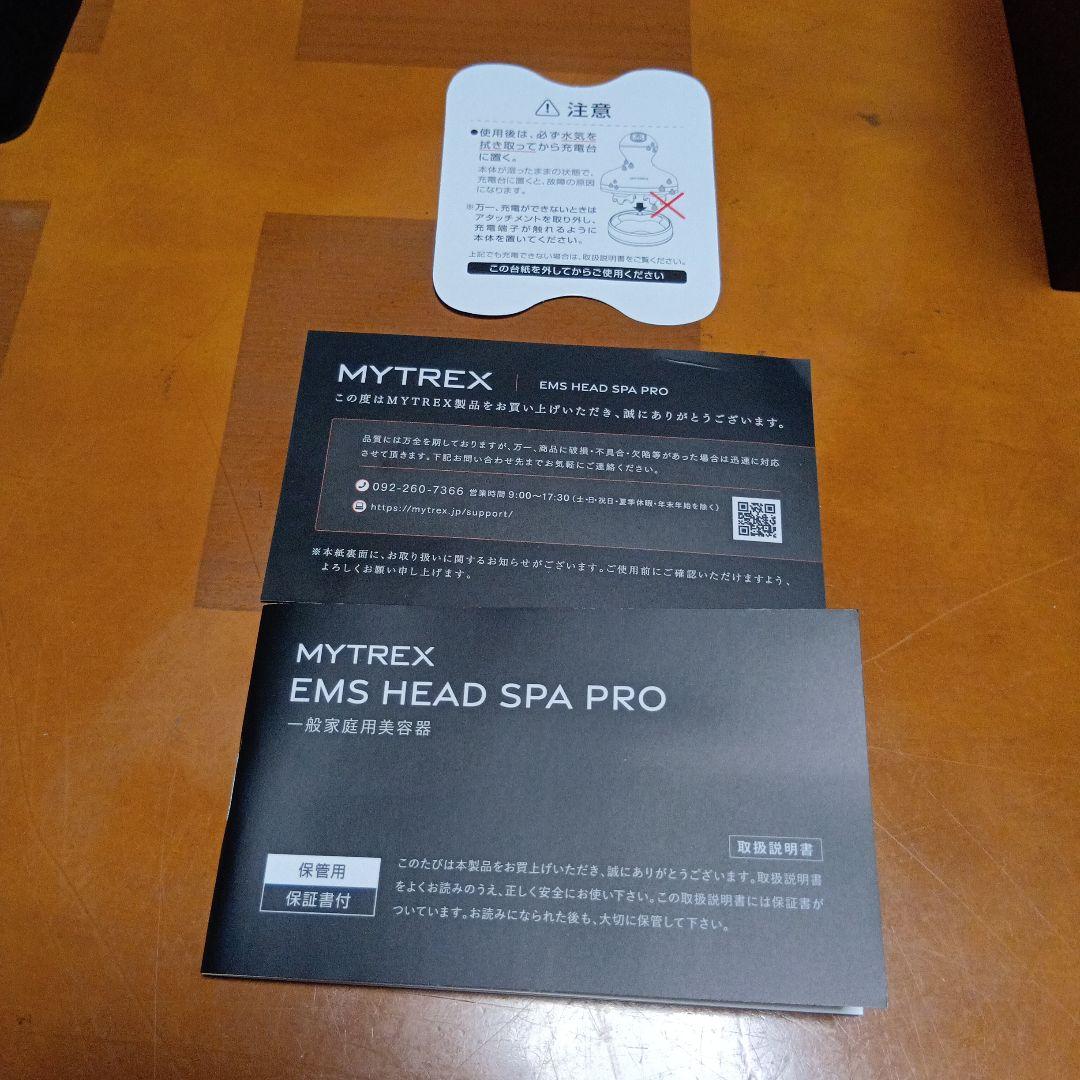 ⚠ 注意
●使用後は、必ず水気を
拭き取ってから充電台
に置く。
本体が湿ったままの状態で、
充電台に置くと、故障の原因
になります。
※万一、充電ができないときは
アタッチメントを取り外し、
充電端子が触れるように
本体を置いてください。
上記でも充電できない場合は、取扱説明書をご覧ください。
この台紙を外してからご使用ください
MYTREX | EMS HEAD SPA PRO
この度はMYTREX製品をお買い上げいただき、誠にありがとうございます。
品質には万全を期しておりますが、万一、商品に破損・不具合・欠陥等があった場合は迅速に対応
させて頂きます。下記お問い合わせ先までお気軽にご連絡ください。
092-260-7366 営業時間 9:00〜17:30(土・日・祝日・夏季休暇・年末年始を除く)
https://mytrex.jp/support/
※本紙裏面に、お取り扱いに関するお知らせがございます。ご使用前にご確認いただけますよう、
よろしくお願い申し上げます。
MYTREX
EMS HEAD SPA PRO
一般家庭用美容器
取扱説明書
保管用
保証書付
このたびは本製品をお買上げいただき、誠にありがとうございます。取扱説明書
をよくお読みのうえ、正しく安全にお使い下さい。この取扱説明書には保証書が
ついています。お読みになられた後も、大切に保管して下さい。